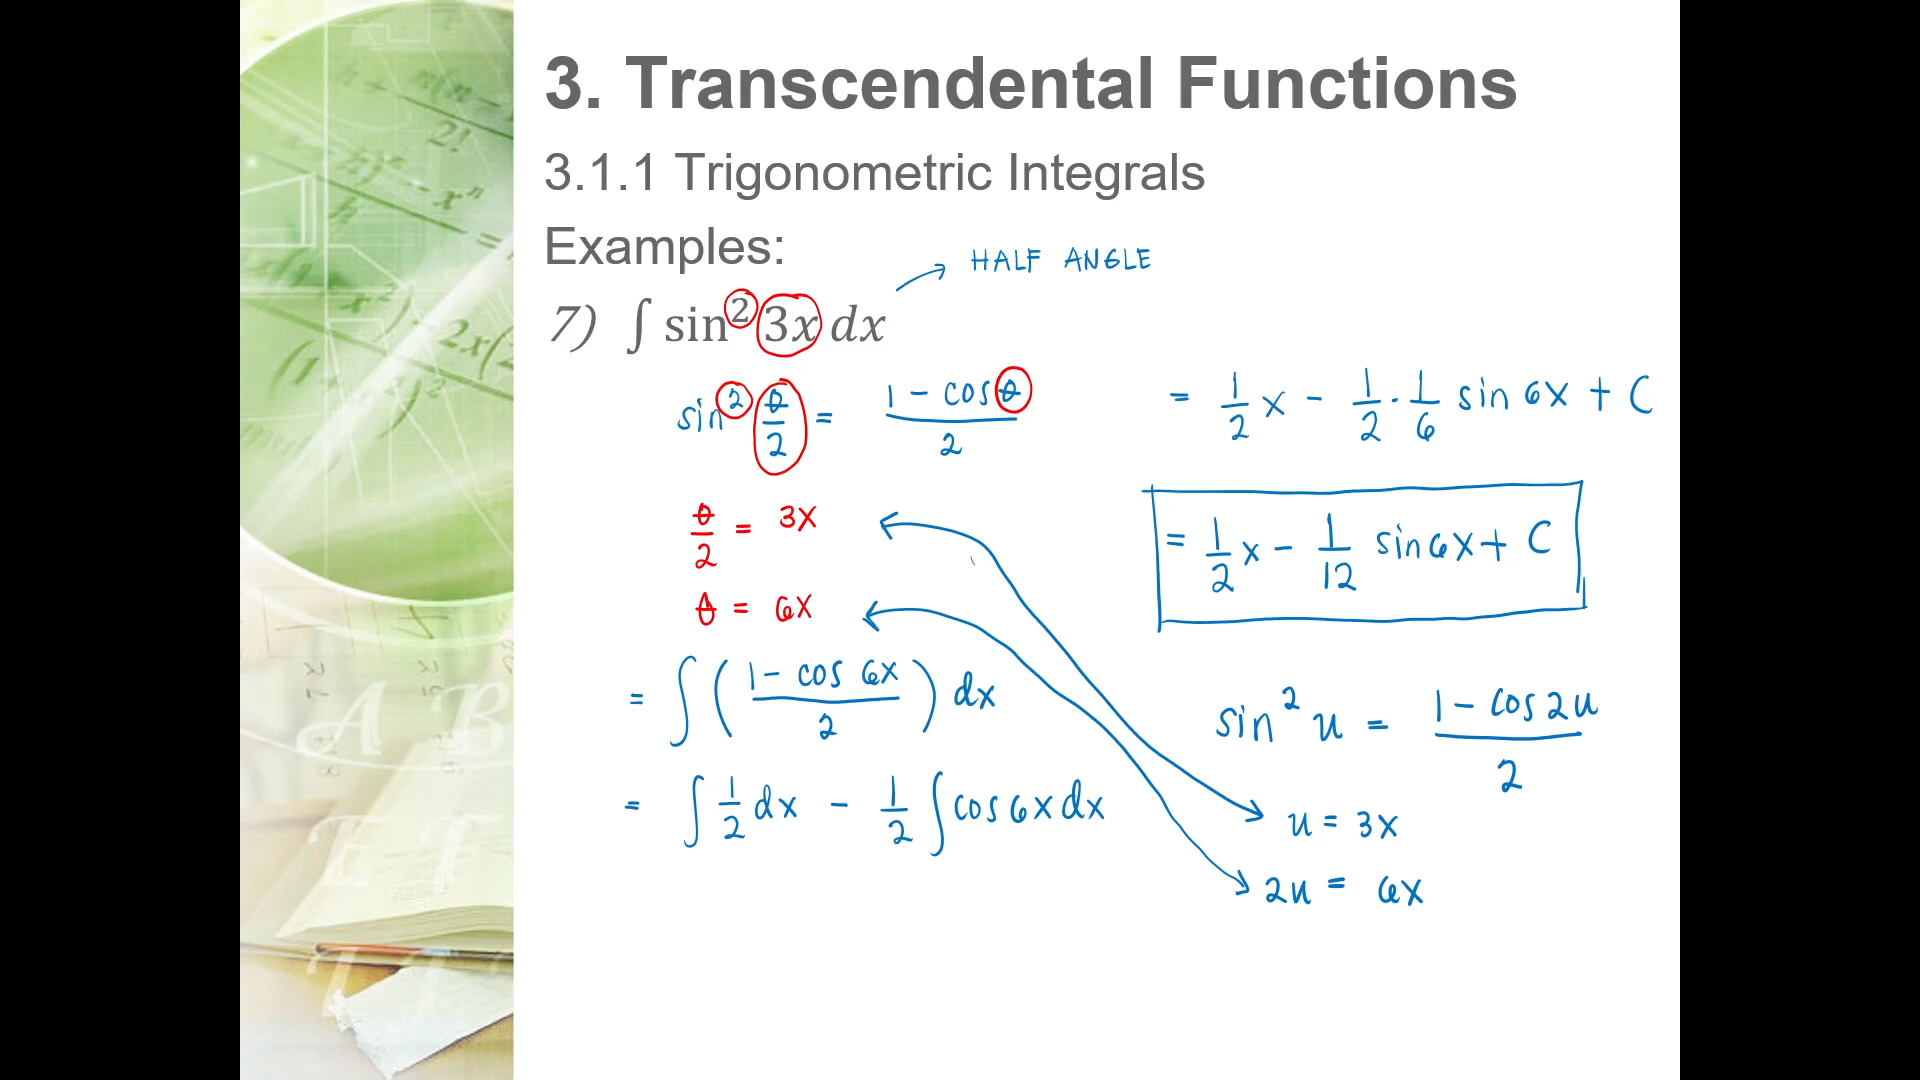 3. Transcendental Functions
3.1.1 Trigonometric Integrals
Examples:
HALF ANGLE
7) ∫ sin² 3x dx
sin² θ/2 = (1 - cos θ)/2
θ/2 = 3x
θ = 6x
= ∫ ( (1 - cos 6x)/2 ) dx
= ∫ 1/2 dx - 1/2 ∫ cos 6x dx
= 1/2 x - 1/2 · 1/6 sin 6x + C
= 1/2 x - 1/12 sin 6x + C
sin² u = (1 - cos 2u)/2
u = 3x
2u = 6x